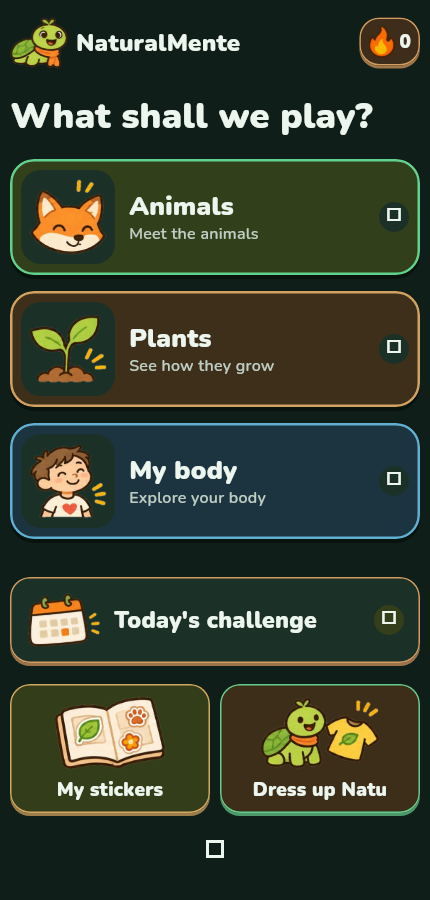 NaturalMente
0
What shall we play?
Animals
Meet the animals
Plants
See how they grow
My body
Explore your body
Today's challenge
My stickers
Dress up Natu